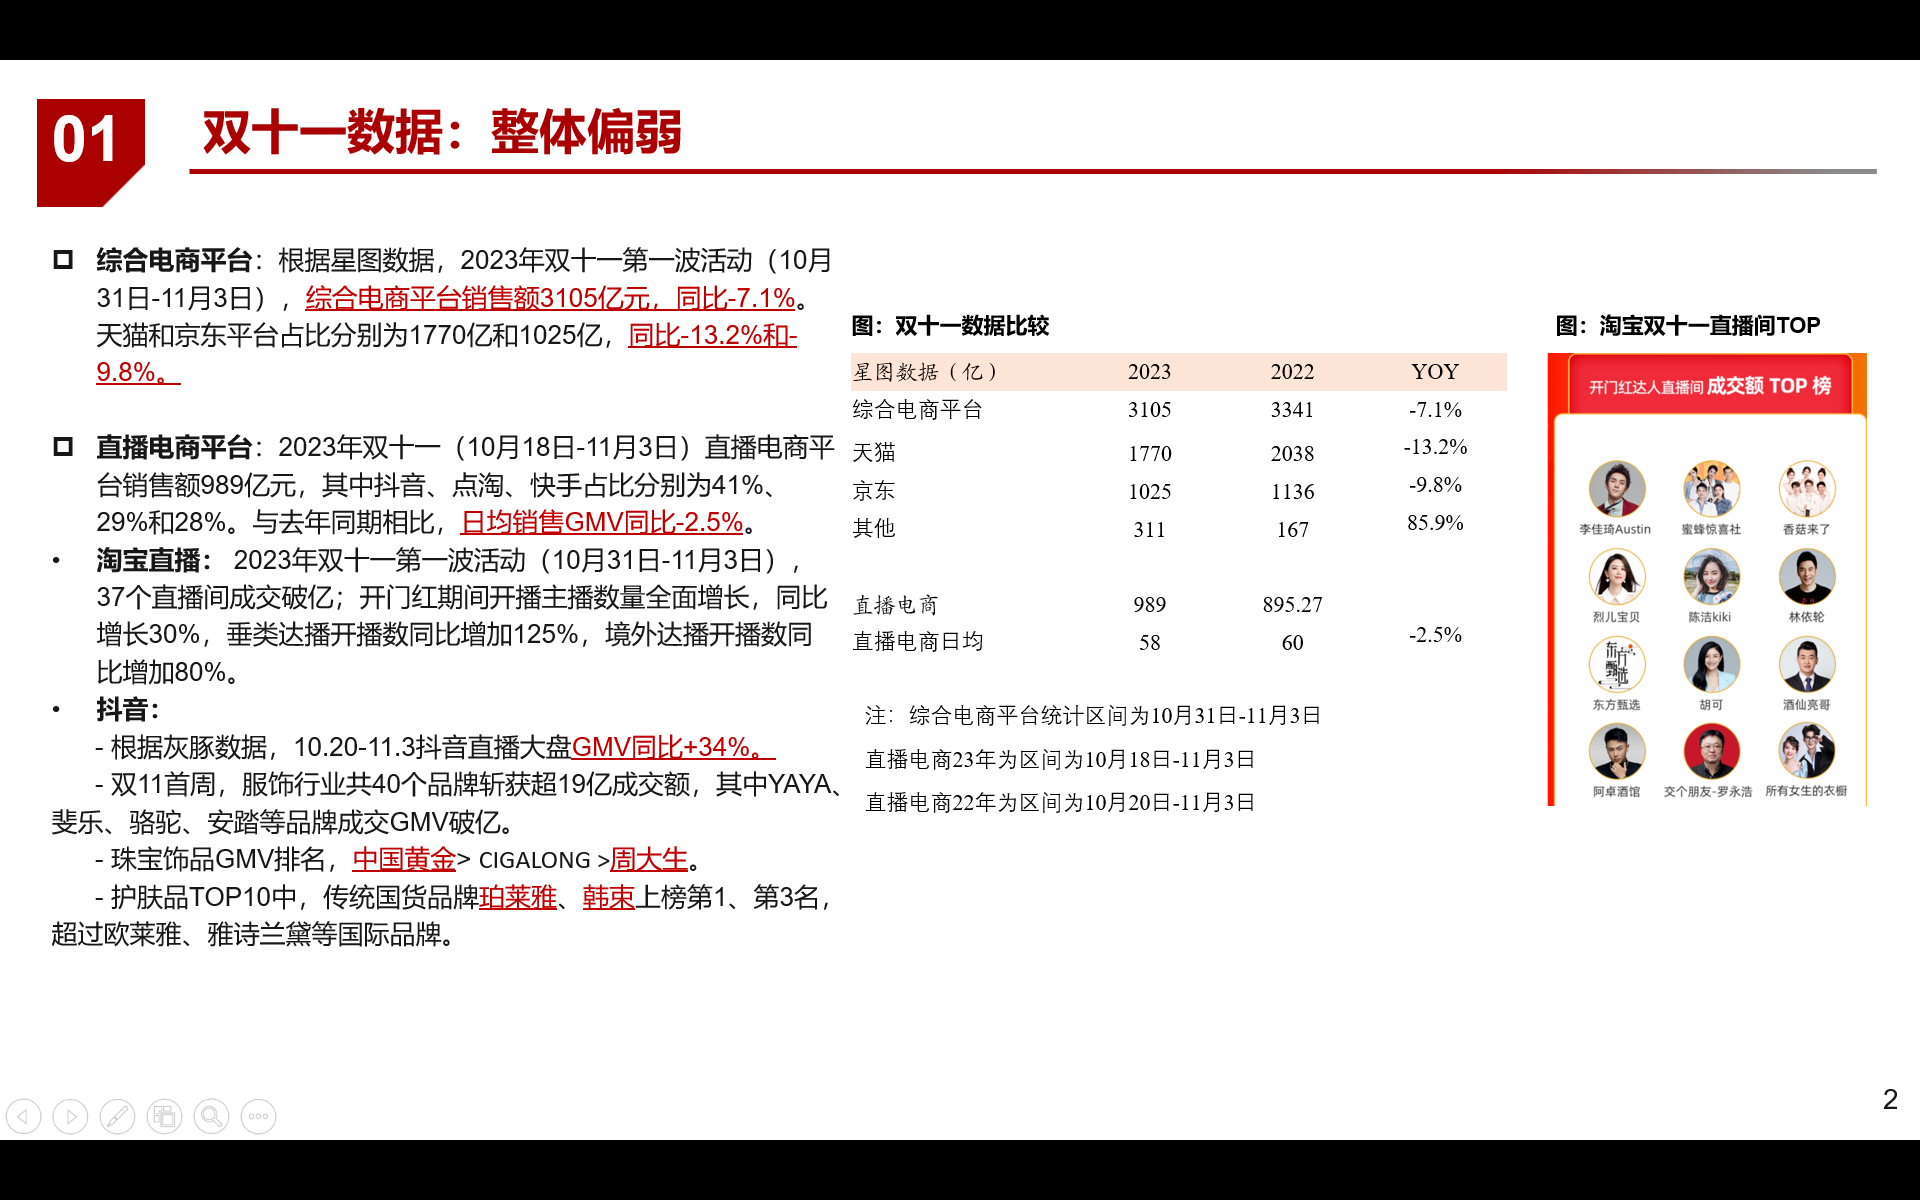 01
双十一数据：整体偏弱
综合电商平台：根据星图数据，2023年双十一第一波活动（10月
31日-11月3日），综合电商平台销售额3105亿元，同比-7.1%。
天猫和京东平台占比分别为1770亿和1025亿，同比-13.2%和-
9.8%。
直播电商平台：2023年双十一（10月18日-11月3日）直播电商平
台销售额989亿元，其中抖音、点淘、快手占比分别为41%、
29%和28%。与去年同期相比，日均销售GMV同比-2.5%。
• 淘宝直播： 2023年双十一第一波活动（10月31日-11月3日），
37个直播间成交破亿；开门红期间开播主播数量全面增长，同比
增长30%，垂类达播开播数同比增加125%，境外达播开播数同
比增加80%。
• 抖音：
- 根据灰豚数据，10.20-11.3抖音直播大盘GMV同比+34%。
- 双11首周，服饰行业共40个品牌斩获超19亿成交额，其中YAYA、
斐乐、骆驼、安踏等品牌成交GMV破亿。
- 珠宝饰品GMV排名，中国黄金> CIGALONG >周大生。
- 护肤品TOP10中，传统国货品牌珀莱雅、韩束上榜第1、第3名，
超过欧莱雅、雅诗兰黛等国际品牌。
图：双十一数据比较
星图数据（亿） 2023 2022 YOY
综合电商平台 3105 3341 -7.1%
天猫 1770 2038 -13.2%
京东 1025 1136 -9.8%
其他 311 167 85.9%
直播电商 989 895.27
直播电商日均 58 60 -2.5%
注：综合电商平台统计区间为10月31日-11月3日
直播电商23年为区间为10月18日-11月3日
直播电商22年为区间为10月20日-11月3日
图：淘宝双十一直播间TOP
开门红达人直播间 成交额 TOP 榜
李佳琦Austin 蜜蜂惊喜社 香菇来了
烈儿宝贝 陈洁kiki 林依轮
东方甄选
东方甄选 胡可 酒仙亮哥
阿卓酒馆 交个朋友-罗永浩 所有女生的衣橱
2